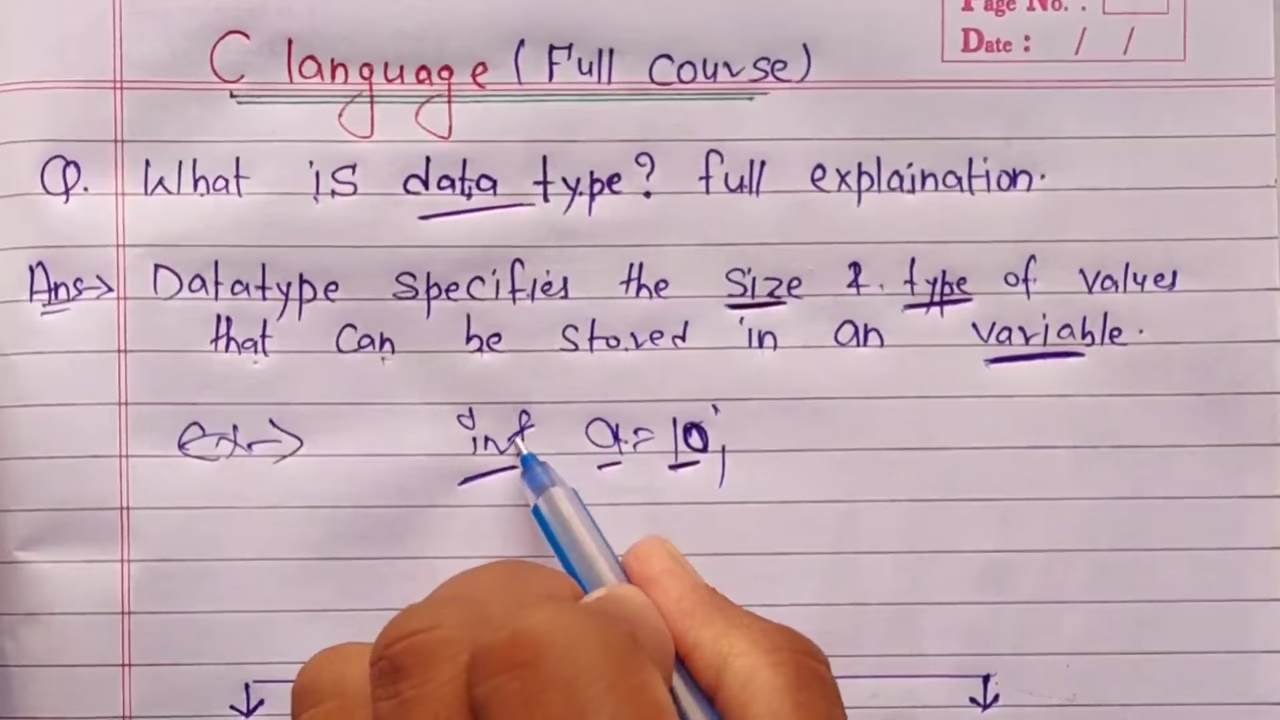 Page No. :
Date : / /
C language (Full Course)
Q. What is data type? full explaination.
Ans-> Datatype specifies the size & type of values
that can be stored in an variable.
ex-> int a= 10;